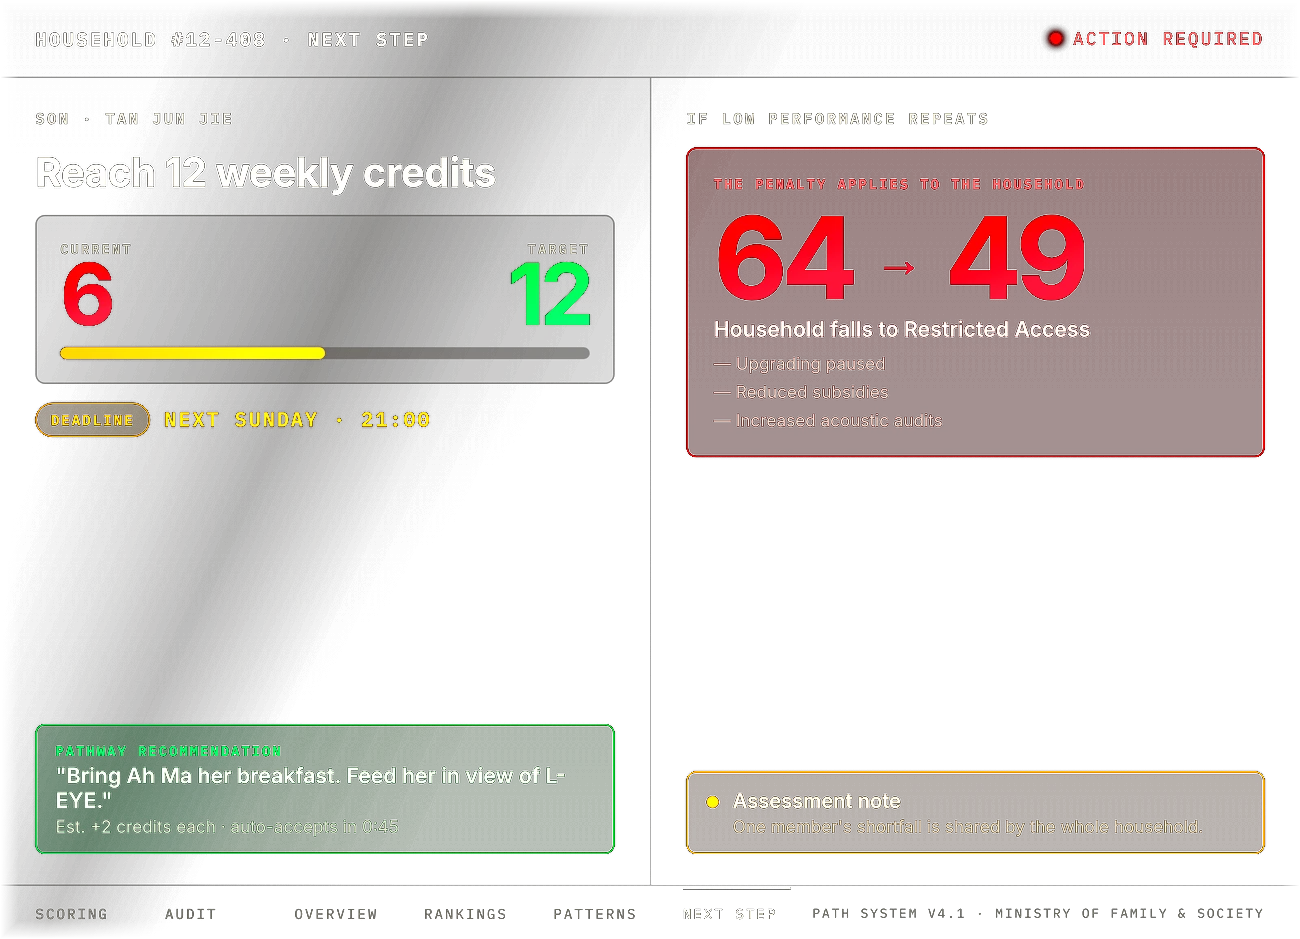 HOUSEHOLD #12-408 · NEXT STEP
ACTION REQUIRED
SON · TAN JUN JIE
Reach 12 weekly credits
CURRENT
TARGET
6
12
DEADLINE
NEXT SUNDAY · 21:00
PATHWAY RECOMMENDATION
"Bring Ah Ma her breakfast. Feed her in view of L-
EYE."
Est. +2 credits each · auto-accepts in 0:45
IF LOW PERFORMANCE REPEATS
THE PENALTY APPLIES TO THE HOUSEHOLD
64 → 49
Household falls to Restricted Access
— Upgrading paused
— Reduced subsidies
— Increased acoustic audits
Assessment note
One member's shortfall is shared by the whole household.
SCORING
AUDIT
OVERVIEW
RANKINGS
PATTERNS
NEXT STEP
PATH SYSTEM V4.1 · MINISTRY OF FAMILY & SOCIETY